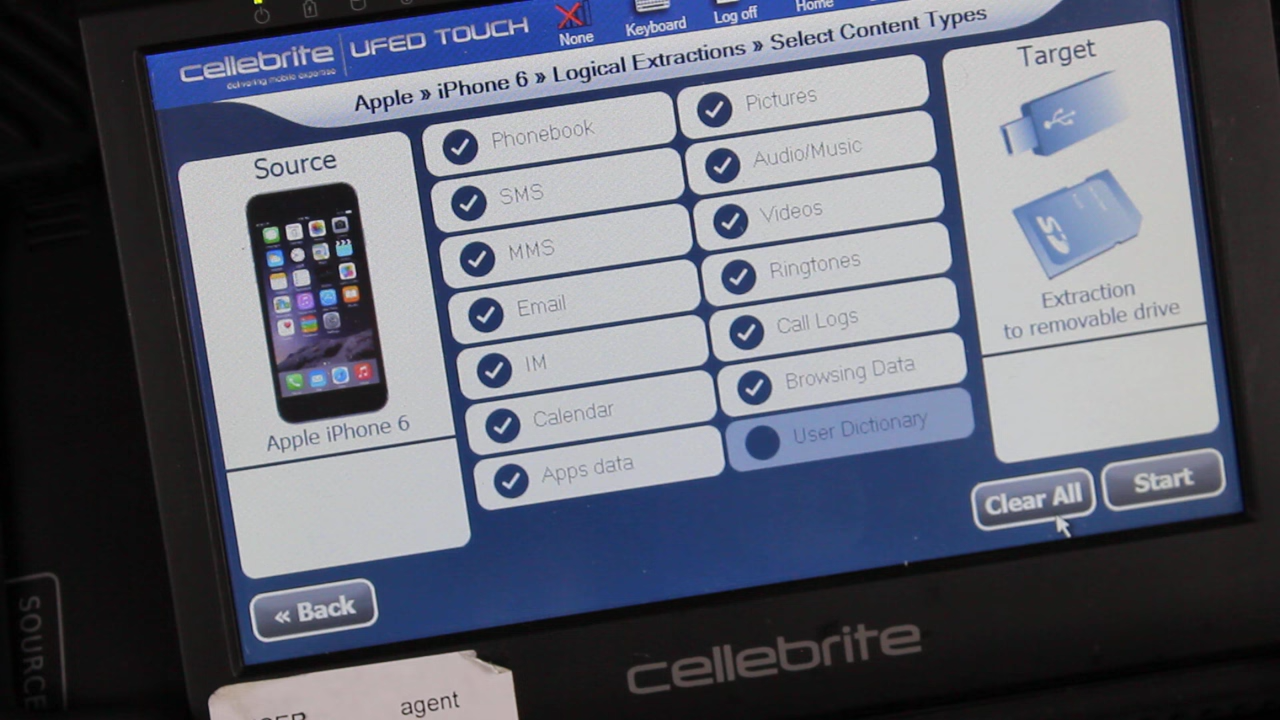 cellebrite UFED TOUCH
delivering mobile expertise
None
Keyboard
Log off
Home
Apple » iPhone 6 » Logical Extractions » Select Content Types
Source
Apple iPhone 6
Phonebook
SMS
MMS
Email
IM
Calendar
Apps data
Pictures
Audio/Music
Videos
Ringtones
Call Logs
Browsing Data
User Dictionary
Target
Extraction
to removable drive
Clear All
Start
« Back
cellebrite
SOURCE
agent